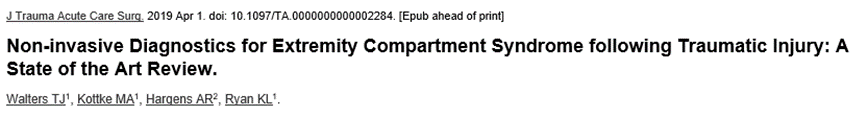 J Trauma Acute Care Surg. 2019 Apr 1. doi: 10.1097/TA.0000000000002284. [Epub ahead of print]
Non-invasive Diagnostics for Extremity Compartment Syndrome following Traumatic Injury: A
State of the Art Review.
Walters TJ1, Kottke MA1, Hargens AR2, Ryan KL1.